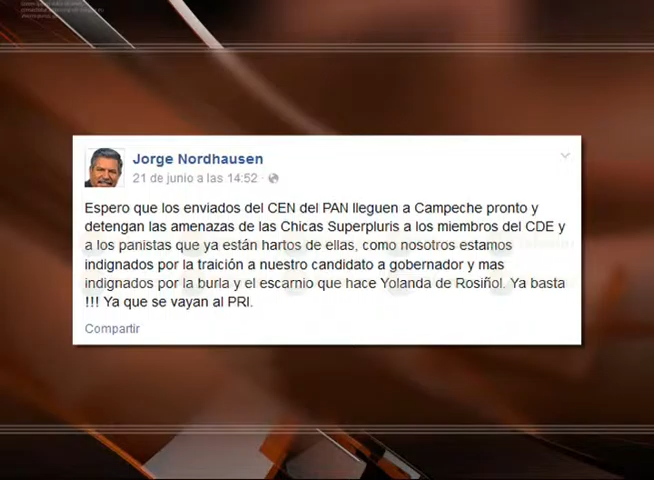 Jorge Nordhausen
21 de junio a las 14:52 ·
Espero que los enviados del CEN del PAN lleguen a Campeche pronto y
detengan las amenazas de las Chicas Superpluris a los miembros del CDE y
a los panistas que ya están hartos de ellas, como nosotros estamos
indignados por la traición a nuestro candidato a gobernador y mas
indignados por la burla y el escarnio que hace Yolanda de Rosiñol. Ya basta
!!! Ya que se vayan al PRI.
Compartir